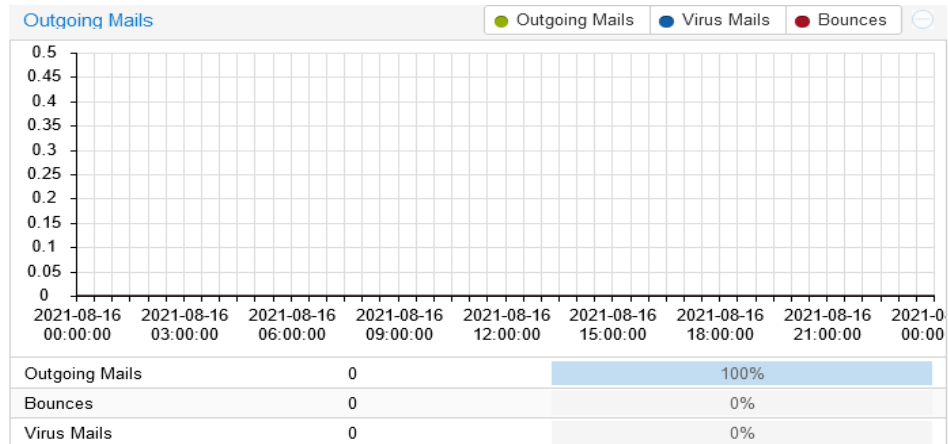 Outgoing Mails
Outgoing Mails Virus Mails Bounces
0.5
0.45
0.4
0.35
0.3
0.25
0.2
0.15
0.1
0.05
0
2021-08-16 2021-08-16 2021-08-16 2021-08-16 2021-08-16 2021-08-16 2021-08-16 2021-08-16 2021-0
00:00:00 03:00:00 06:00:00 09:00:00 12:00:00 15:00:00 18:00:00 21:00:00 00:00
Outgoing Mails 0 100%
Bounces 0 0%
Virus Mails 0 0%